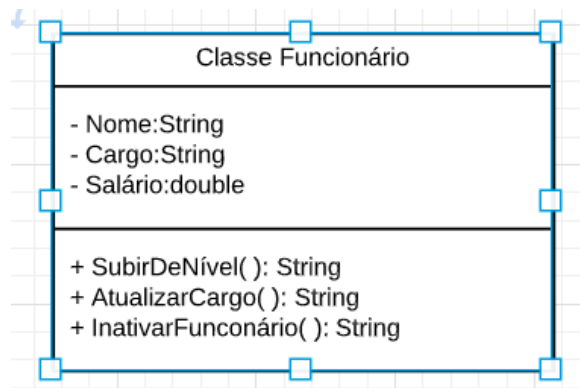 Classe Funcionário
- Nome:String
- Cargo:String
- Salário:double
+ SubirDeNível( ): String
+ AtualizarCargo( ): String
+ InativarFunconário( ): String